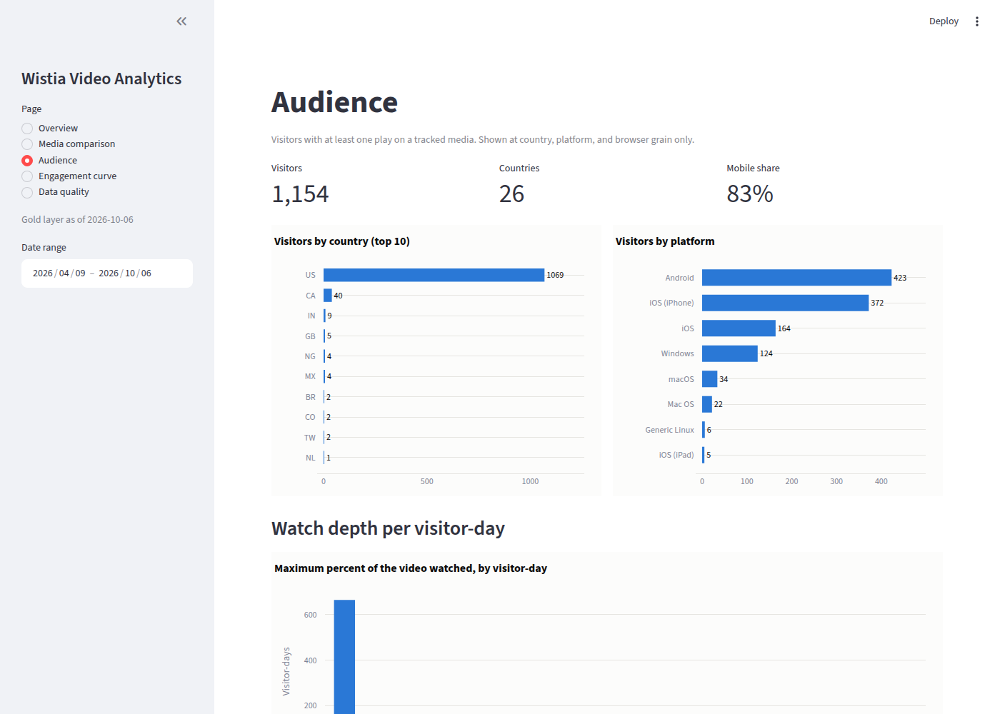 Deploy
Wistia Video Analytics
Page
Overview
Media comparison
Audience
Engagement curve
Data quality
Gold layer as of 2026-10-06
Date range
2026 / 04 / 09 – 2026 / 10 / 06
Audience
Visitors with at least one play on a tracked media. Shown at country, platform, and browser grain only.
Visitors
1,154
Countries
26
Mobile share
83%
Visitors by country (top 10)
US 1069
CA 40
IN 9
GB 5
NG 4
MX 4
BR 2
CO 2
TW 2
NL 1
0 500 1000
Visitors by platform
Android 423
iOS (iPhone) 372
iOS 164
Windows 124
macOS 34
Mac OS 22
Generic Linux 6
iOS (iPad) 5
0 100 200 300 400
Watch depth per visitor-day
Maximum percent of the video watched, by visitor-day
Visitor-days
600
400
200